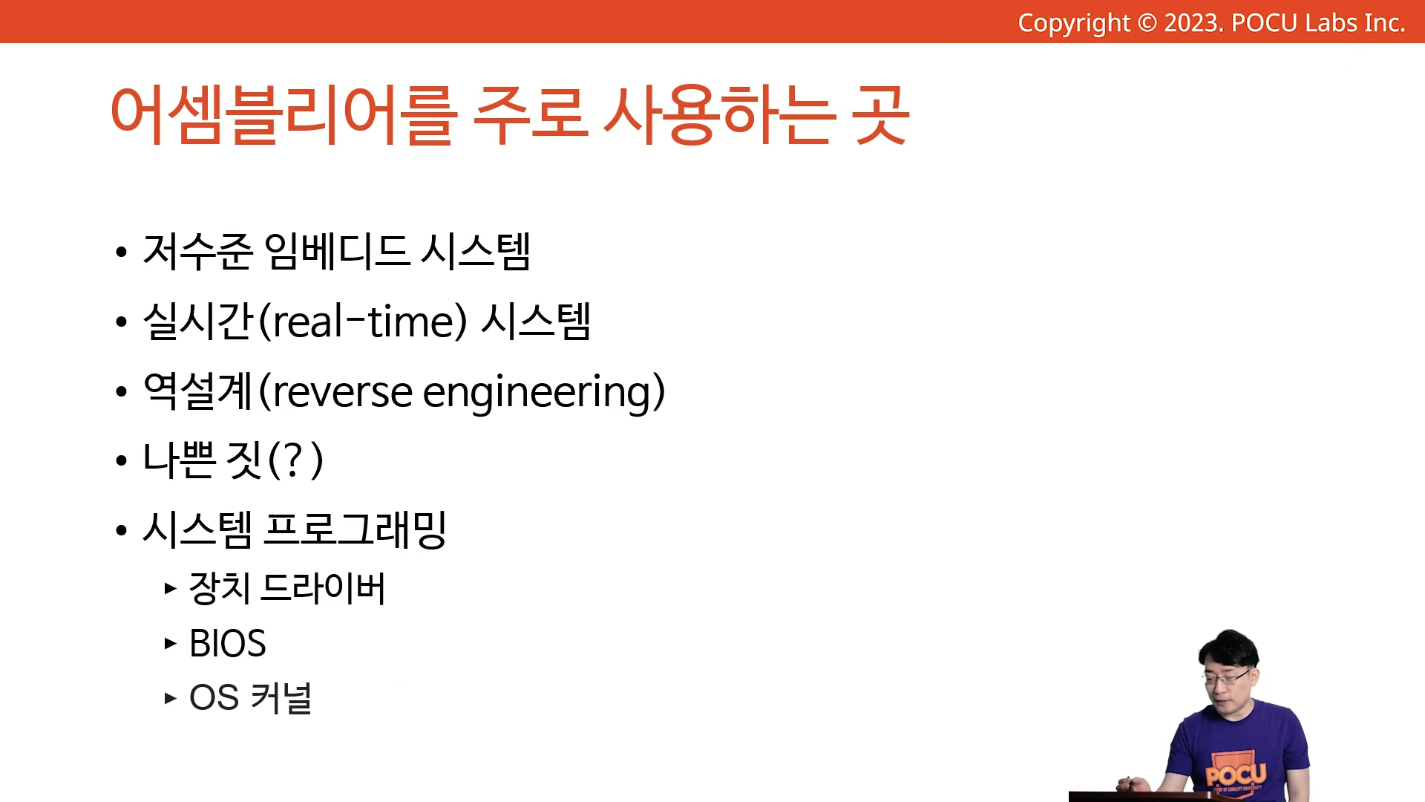 Copyright © 2023. POCU Labs Inc.
어셈블리어를 주로 사용하는 곳
• 저수준 임베디드 시스템
• 실시간(real-time) 시스템
• 역설계(reverse engineering)
• 나쁜 짓(?)
• 시스템 프로그래밍
▸ 장치 드라이버
▸ BIOS
▸ OS 커널
POCU